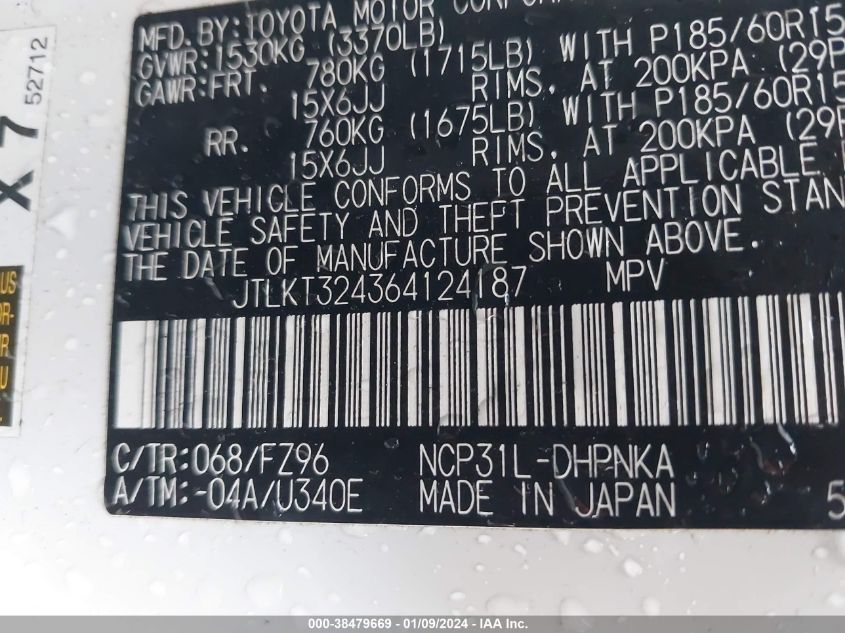 MFD. BY: TOYOTA MOTOR
GVWR: 1530KG (3370LB)
GAWR: FRT. 780KG (1715LB) WITH P185/60R15
15X6JJ RIMS. AT 200KPA
RR. 760KG (1675LB) WITH P185/60R15
15X6JJ RIMS. AT 200KPA
THIS VEHICLE CONFORMS TO ALL APPLICABLE
VEHICLE SAFETY AND THEFT PREVENTION
THE DATE OF MANUFACTURE SHOWN ABOVE.
JTLKT324364124187 MPV
C/TR: 068/FZ96 NCP31L-DHPNKA
A/TM: -04A/U340E MADE IN JAPAN
X 7
52712
000-38479669 - 01/09/2024 - IAA Inc.